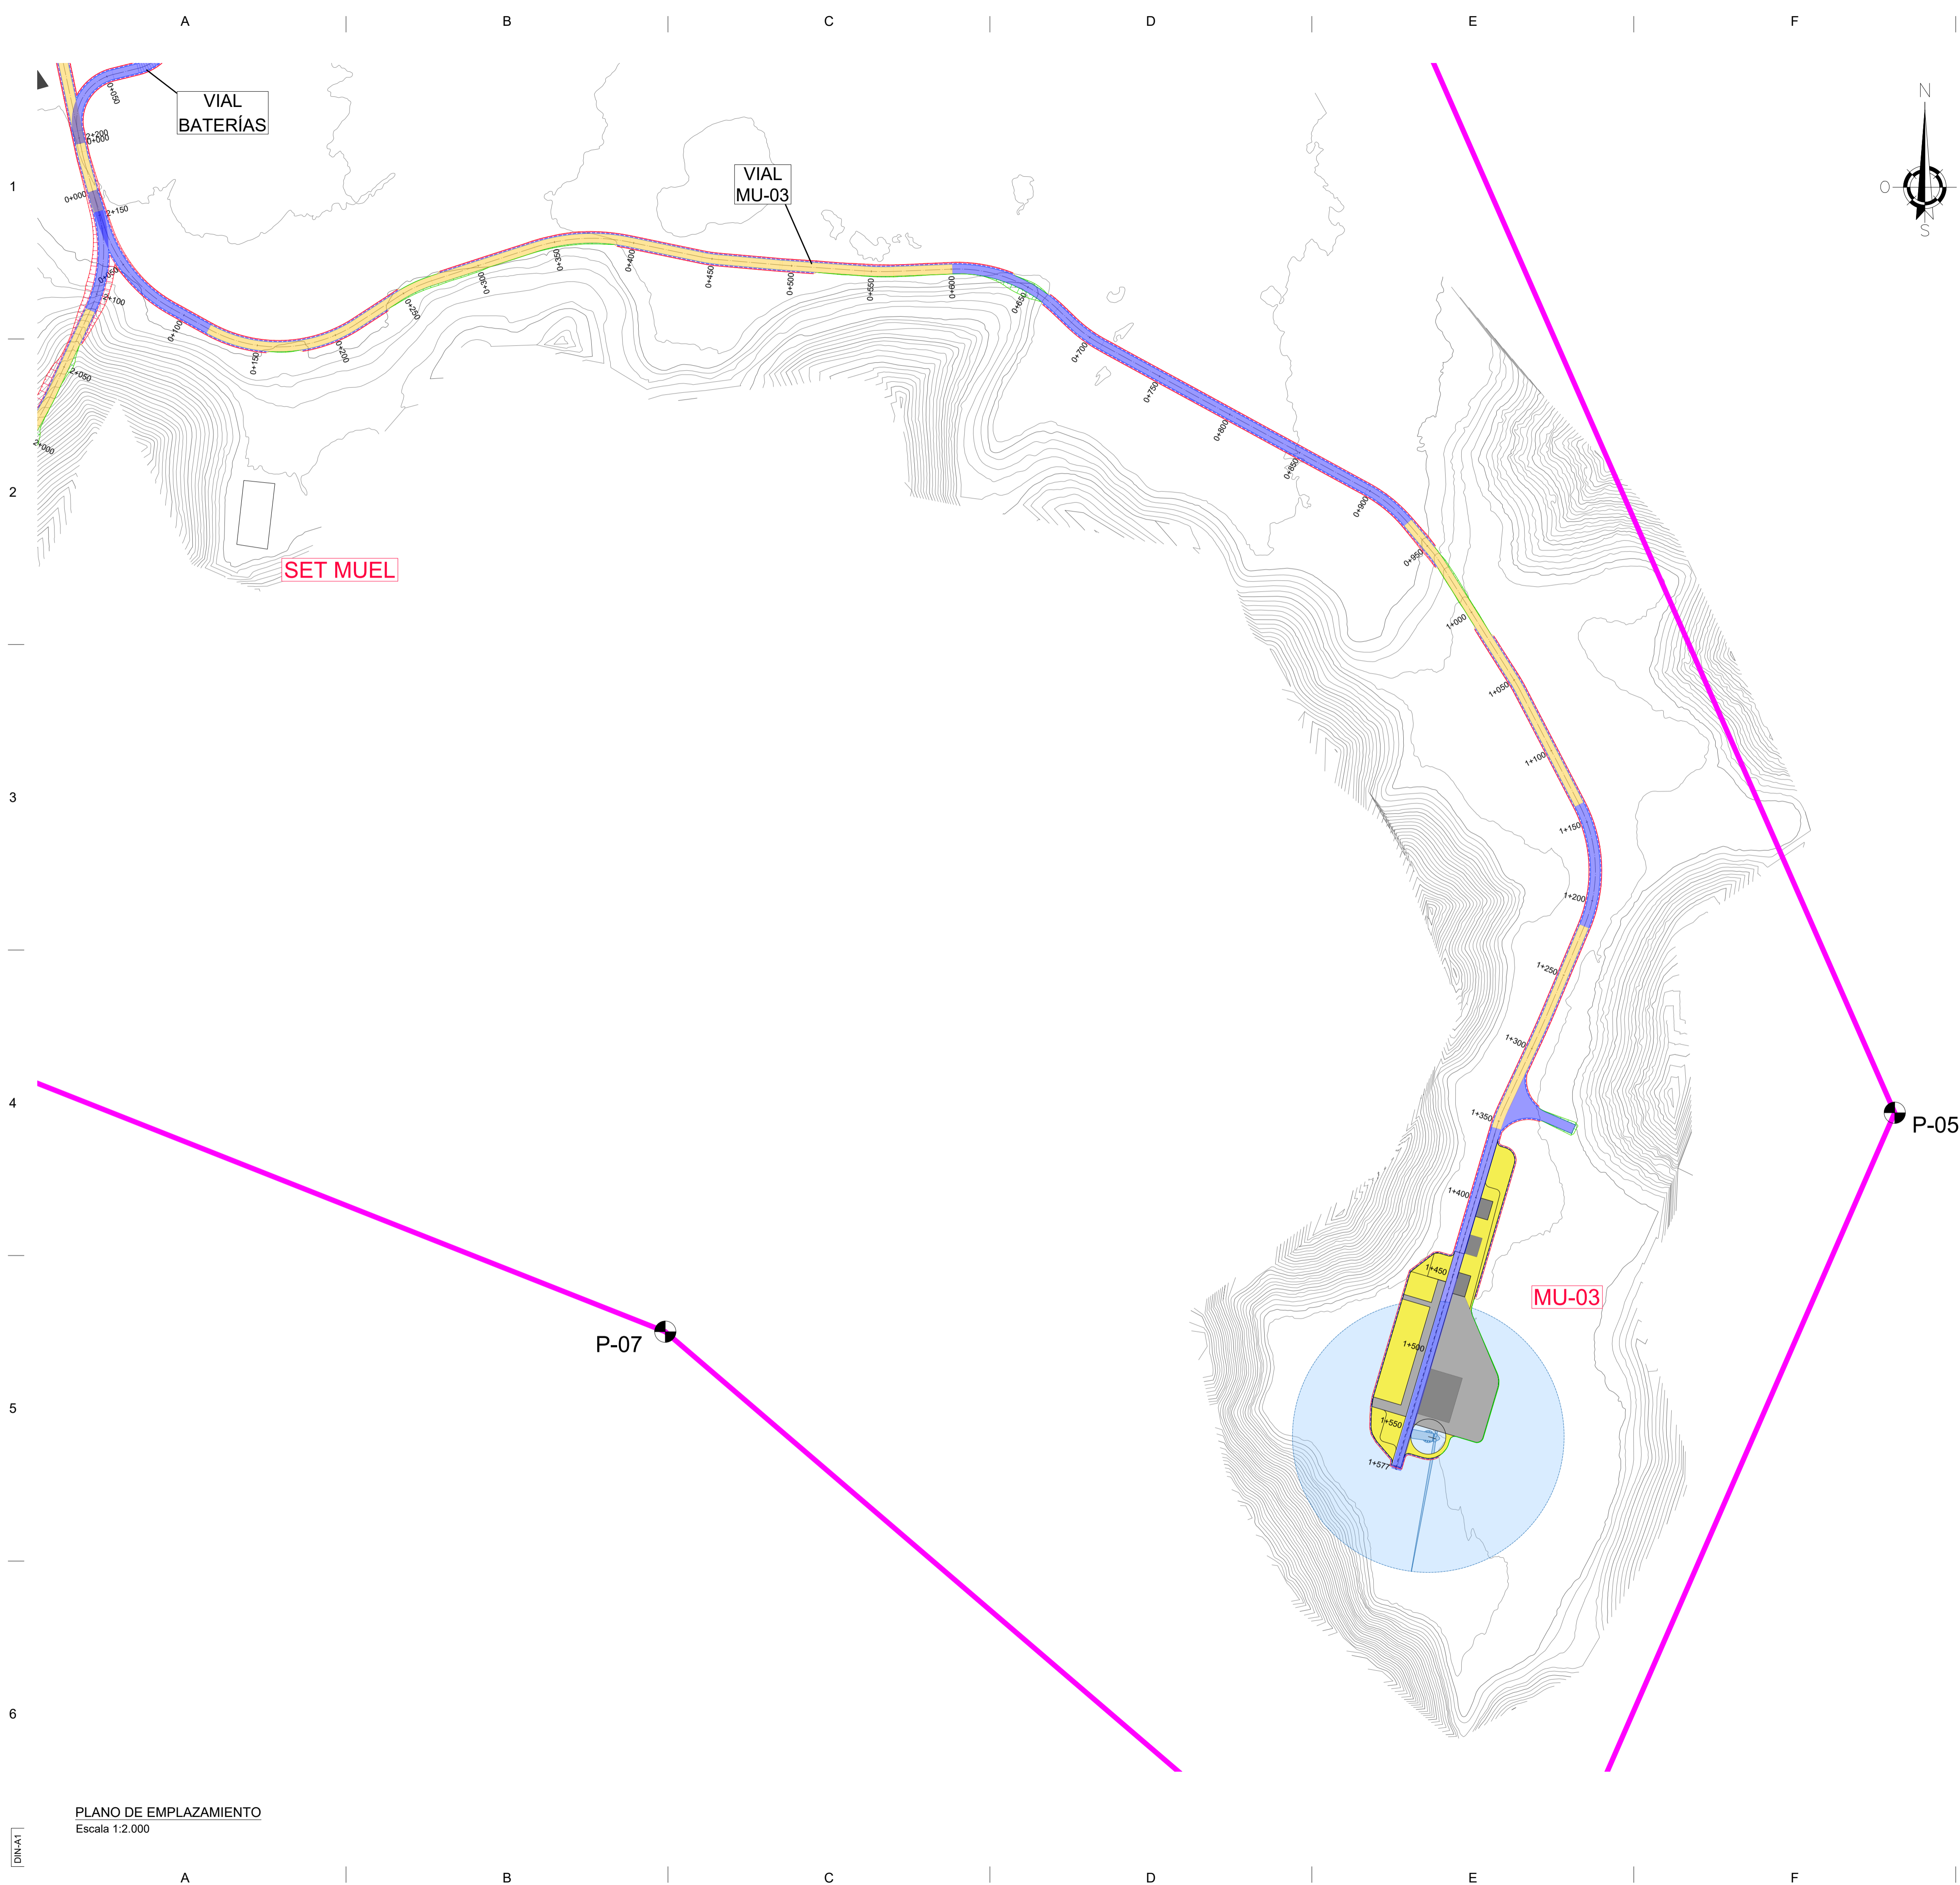 A B C D E F
N
VIAL
BATERÍAS
0+050
2+200
0+000
VIAL
MU-03
1
O
N
S
0+000
2+150
0+050
2+100
0+100
0+150
0+200
0+250
0+300
0+350
0+400
0+450
0+500
0+550
0+600
0+650
0+700
0+750
0+800
0+850
0+900
0+950
1+000
1+050
1+100
1+150
1+200
1+250
1+300
1+350
1+400
1+450
1+500
1+550
1+577
2+050
2+000
2
SET MUEL
3
4
P-05
MU-03
P-07
5
6
PLANO DE EMPLAZAMIENTO
Escala 1:2.000
DIN-A1
A B C D E F